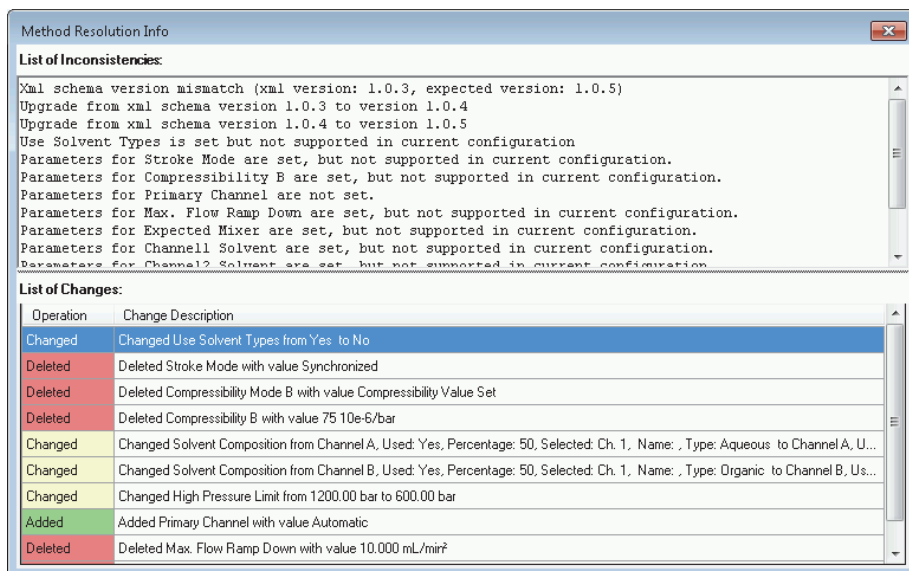 Method Resolution Info
List of Inconsistencies:
Xml schema version mismatch (xml version: 1.0.3, expected version: 1.0.5)
Upgrade from xml schema version 1.0.3 to version 1.0.4
Upgrade from xml schema version 1.0.4 to version 1.0.5
Use Solvent Types is set but not supported in current configuration
Parameters for Stroke Mode are set, but not supported in current configuration.
Parameters for Compressibility B are set, but not supported in current configuration.
Parameters for Primary Channel are not set.
Parameters for Max. Flow Ramp Down are set, but not supported in current configuration.
Parameters for Expected Mixer are set, but not supported in current configuration.
Parameters for Channel1 Solvent are set, but not supported in current configuration.
Parameters for Channel2 Solvent are set, but not supported in current configuration
List of Changes:
Operation Change Description
Changed Changed Use Solvent Types from Yes to No
Deleted Deleted Stroke Mode with value Synchronized
Deleted Deleted Compressibility Mode B with value Compressibility Value Set
Deleted Deleted Compressibility B with value 75 10e-6/bar
Changed Changed Solvent Composition from Channel A, Used: Yes, Percentage: 50, Selected: Ch. 1, Name: , Type: Aqueous to Channel A, U...
Changed Changed Solvent Composition from Channel B, Used: Yes, Percentage: 50, Selected: Ch. 1, Name: , Type: Organic to Channel B, Us...
Changed Changed High Pressure Limit from 1200.00 bar to 600.00 bar
Added Added Primary Channel with value Automatic
Deleted Deleted Max. Flow Ramp Down with value 10.000 mL/min²